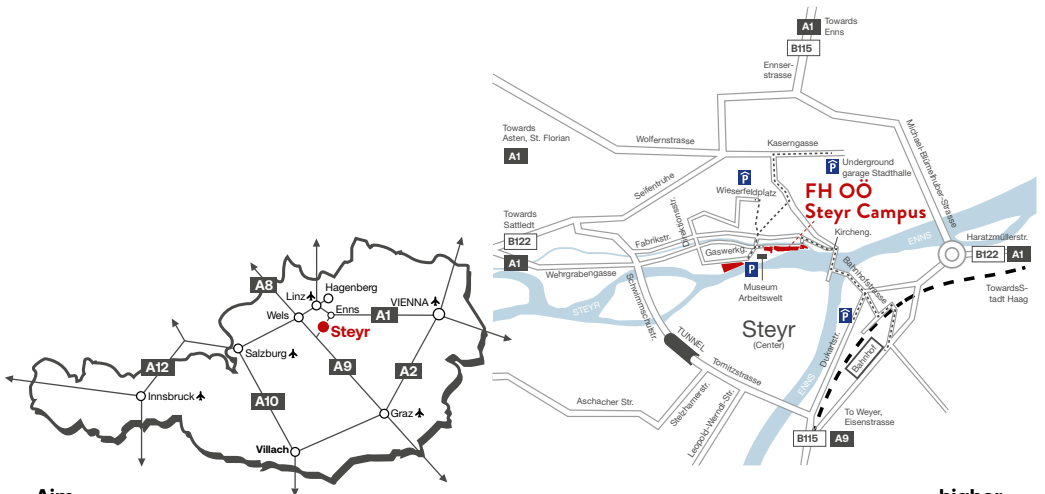 A8
Hagenberg
Linz
Enns
VIENNA
A1
Wels
Steyr
Salzburg
A12
A9
A2
Innsbruck
A10
Graz
Villach
A1
Towards
Enns
B115
Ennser-
strasse
Towards
Asten, St. Florian
A1
Wolfernstrasse
Kaserngasse
Michael-Blümelhuber-Strasse
P
Underground
garage Stadthalle
Seifentruhe
P
Wieserfeldplatz
FH OÖ
Steyr Campus
Towards
Sattledt
B122
A1
Direktionsstr.
Fabrikstr.
Gaswerkg.
Kircheng.
ENNS
Haratzmüllerstr.
B122
A1
Wehrgrabengasse
P
Bahnhofstrasse
TowardsS-
tadt Haag
Museum
Arbeitswelt
STEYR
Schwimmschulstr.
P
Steyr
(Center)
TUNNEL
Dukartstr.
Bahnhof
Tomitzstrasse
ENNS
Aschacher Str.
Stelzhamerstr.
Leopold-Werndl-Str.
To Weyer,
Eisenstrasse
B115
A9
Aim
higher